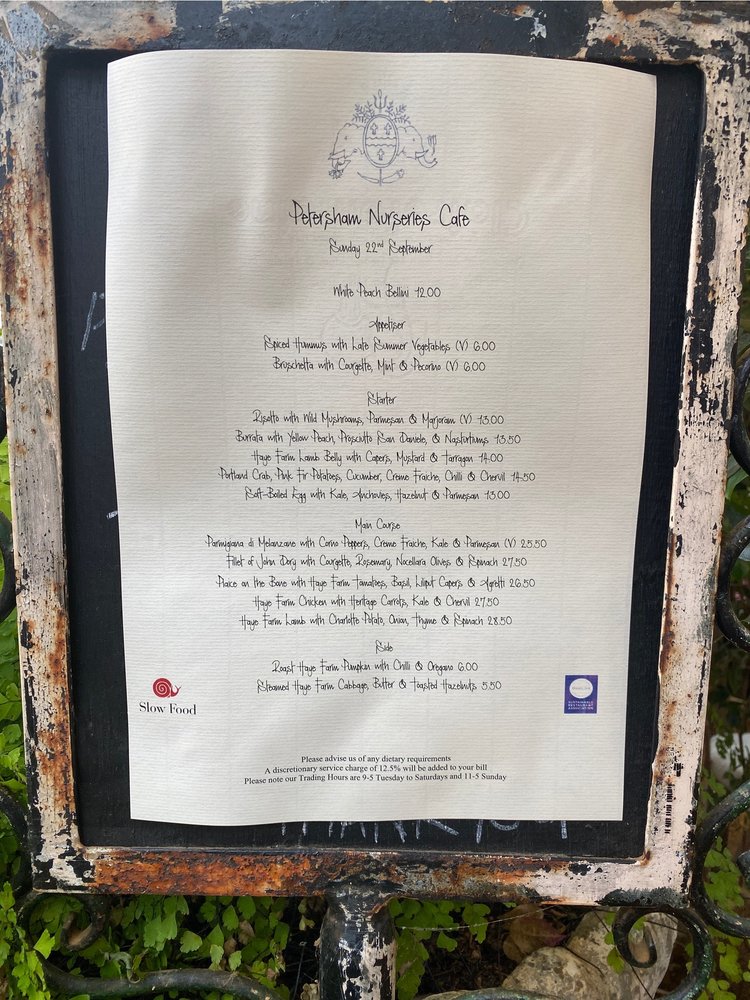 Petersham Nurseries Cafe
Sunday 22nd September
White Peach Bellini 12.00
Appetiser
Spiced Hummus with Late Summer Vegetables (V) 6.00
Bruschetta with Courgette, Mint & Pecorino (V) 6.00
Starter
Risotto with Wild Mushrooms, Parmesan & Marjoram (V) 13.00
Burrata with Yellow Peach, Prosciutto San Daniele, & Nasturtiums 13.50
Haye Farm Lamb Belly with Capers, Mustard & Tarragon 14.00
Portland Crab, Pink Fir Potatoes, Cucumber, Crème Fraiche, Chilli & Chervil 14.50
Soft-Boiled Egg with Kale, Anchovies, Hazelnut & Parmesan 13.00
Main Course
Parmigiana di Melanzane with Corno Peppers, Crème Fraiche, Kale & Parmesan (V) 25.50
Fillet of John Dory with Courgette, Rosemary, Nocellara Olives & Spinach 27.50
Plaice on the Bone with Haye Farm Tomatoes, Basil, Liliput Capers & Agretti 26.50
Haye Farm Chicken with Heritage Carrots, Kale & Chervil 27.50
Haye Farm Lamb with Charlotte Potato, Onion, Thyme & Spinach 28.50
Side
Roast Haye Farm Pumpkin with Chilli & Oregano 6.00
Steamed Haye Farm Cabbage, Butter & Toasted Hazelnuts 5.50
Slow Food
SUSTAINABLE
RESTAURANT
ASSOCIATION
Please advise us of any dietary requirements
A discretionary service charge of 12.5% will be added to your bill
Please note our Trading Hours are 9-5 Tuesday to Saturdays and 11-5 Sunday